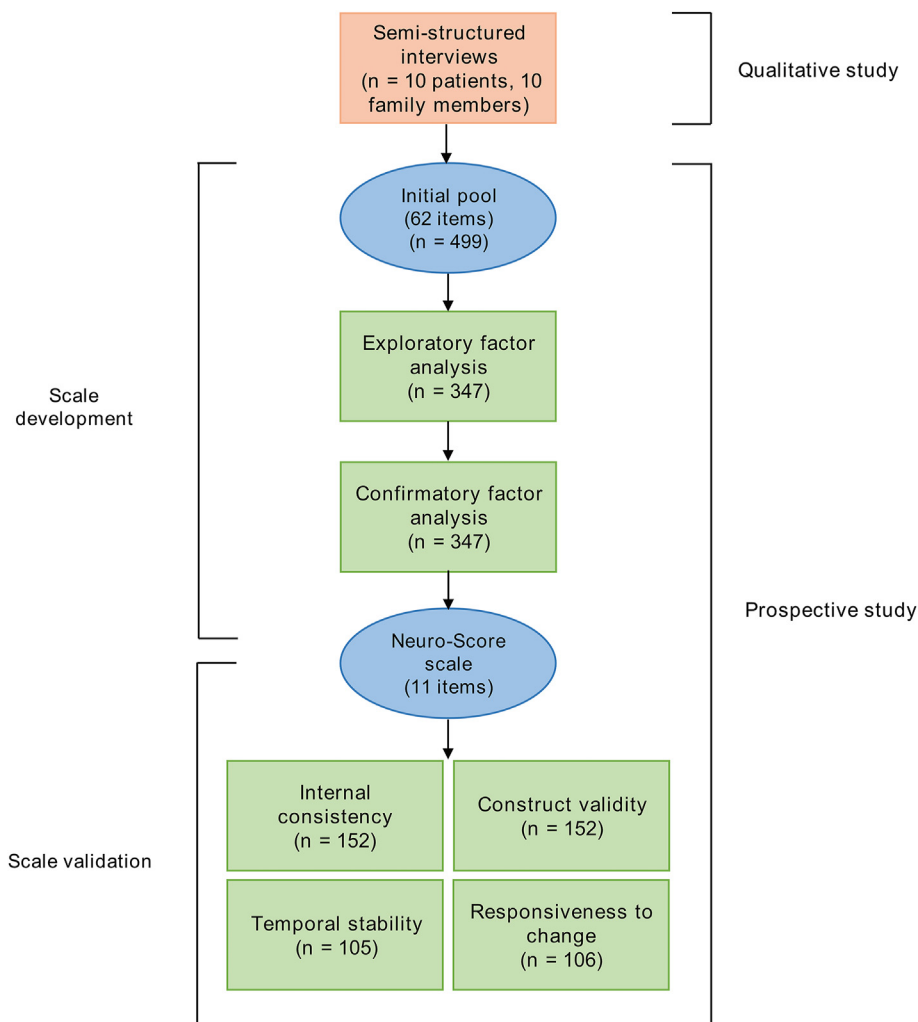 Semi-structured
interviews
(n = 10 patients, 10
family members)
Qualitative study
Initial pool
(62 items)
(n = 499)
Exploratory factor
analysis
(n = 347)
Scale
development
Confirmatory factor
analysis
(n = 347)
Prospective study
Neuro-Score
scale
(11 items)
Internal
consistency
(n = 152)
Construct validity
(n = 152)
Scale validation
Temporal stability
(n = 105)
Responsiveness to
change
(n = 106)